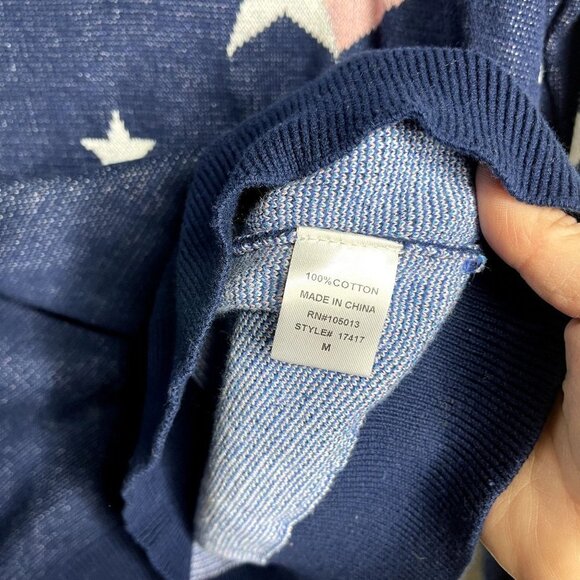 100%COTTON
MADE IN CHINA
RN#105013
STYLE# 17417
M